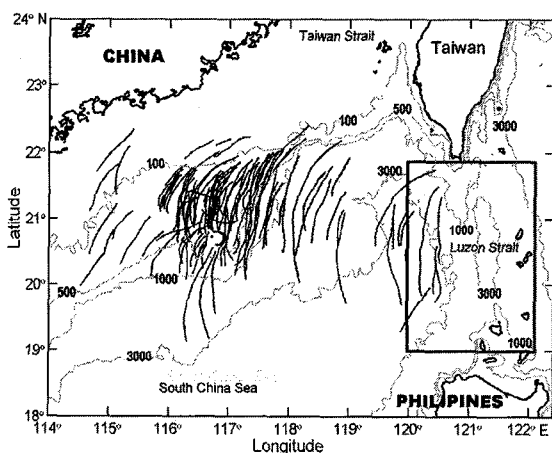 24° N
CHINA
Taiwan Strait
Taiwan
23°
100
500
3000
22°
100
3000
Latitude
21°
1000
Luzon Strait
20°
500
1000
3000
19°
3000
1000
South China Sea
PHILIPINES
18°
114° 115° 116° 117° 118° 119° 120° 121° 122° E
Longitude